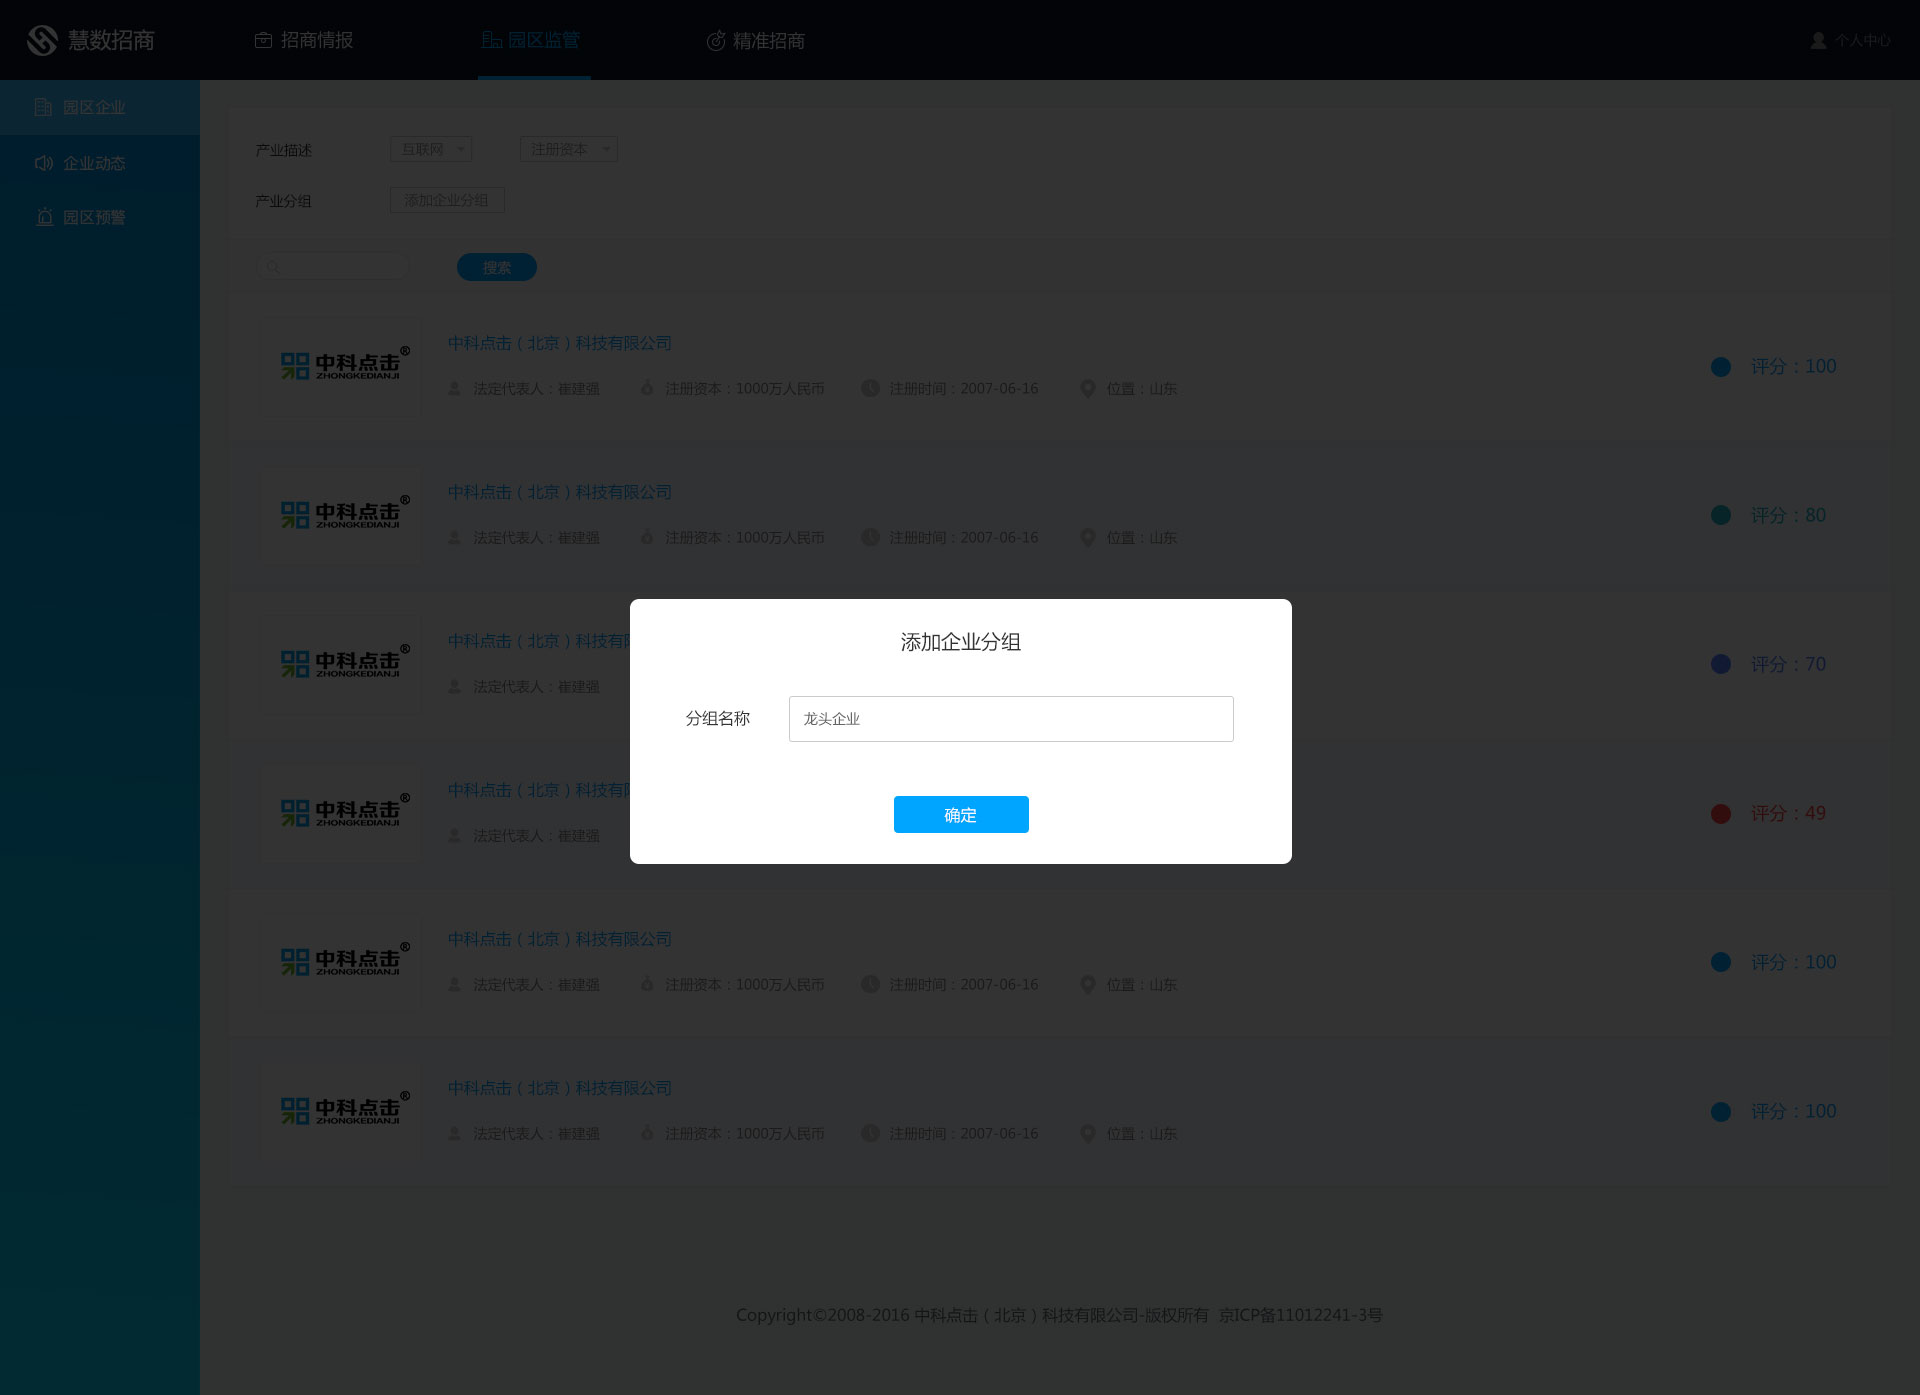 慧数招商
招商情报
园区监管
精准招商
个人中心
园区企业
企业动态
园区预警
产业描述 互联网 注册资本
产业分组 添加企业分组
搜索
中科点击® ZHONGKEDIANJI
中科点击（北京）科技有限公司
法定代表人：崔建强 注册资本：1000万人民币 注册时间：2007-06-16 位置：山东
评分：100
中科点击® ZHONGKEDIANJI
中科点击（北京）科技有限公司
法定代表人：崔建强 注册资本：1000万人民币 注册时间：2007-06-16 位置：山东
评分：80
中科点击® ZHONGKEDIANJI
中科点击（北京）科技有
法定代表人：崔建强
评分：70
添加企业分组
分组名称 龙头企业
确定
中科点击® ZHONGKEDIANJI
中科点击（北京）科技有
法定代表人：崔建强
评分：49
中科点击® ZHONGKEDIANJI
中科点击（北京）科技有限公司
法定代表人：崔建强 注册资本：1000万人民币 注册时间：2007-06-16 位置：山东
评分：100
中科点击® ZHONGKEDIANJI
中科点击（北京）科技有限公司
法定代表人：崔建强 注册资本：1000万人民币 注册时间：2007-06-16 位置：山东
评分：100
Copyright©2008-2016 中科点击（北京）科技有限公司-版权所有 京ICP备11012241-3号